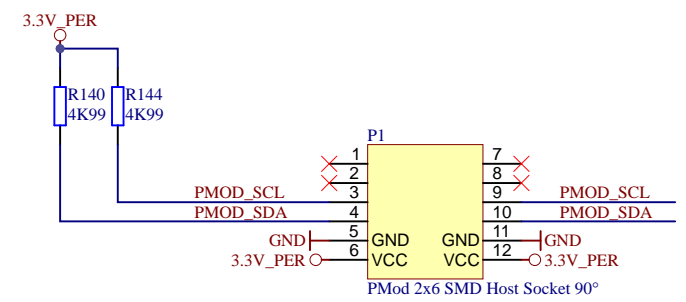 3.3V_PER
R140 R144
4K99 4K99
P1
1 7
2 8
PMOD_SCL 3 9 PMOD_SCL
PMOD_SDA 4 10 PMOD_SDA
GND 5 GND GND 11 GND
3.3V_PER 6 VCC VCC 12 3.3V_PER
PMod 2x6 SMD Host Socket 90°